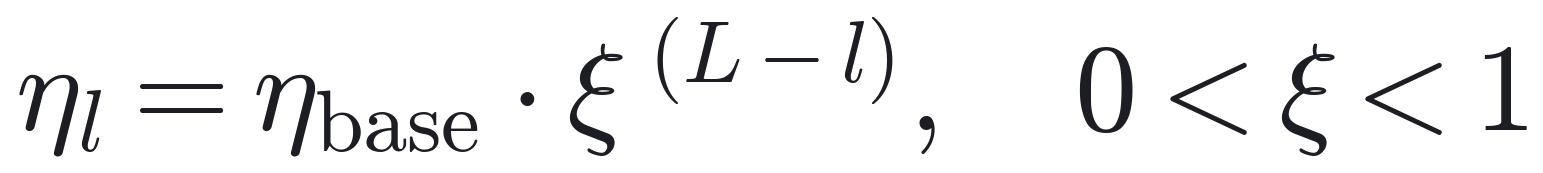 η_l = η_base · ξ^(L − l), 0 < ξ < 1